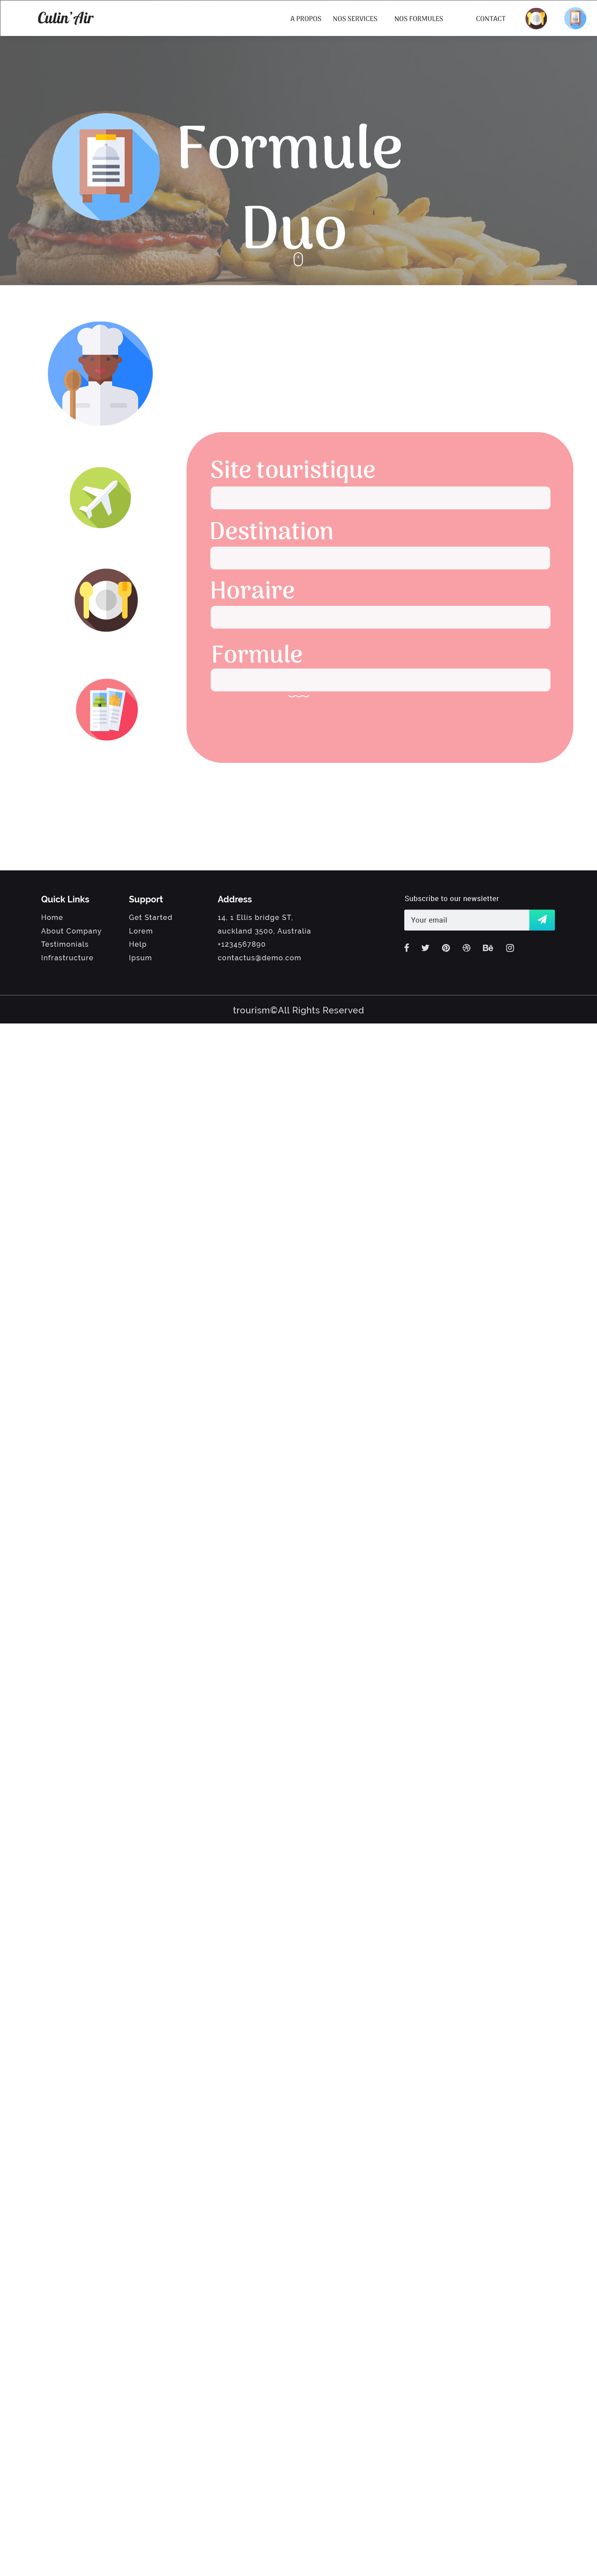 Culin'Air
A PROPOS NOS SERVICES NOS FORMULES CONTACT
Formule
Duo
Site touristique
Destination
Horaire
Formule
Quick Links
Home
About Company
Testimonials
Infrastructure
Support
Get Started
Lorem
Help
Ipsum
Address
14, 1 Ellis bridge ST,
auckland 3500, Australia
+1234567890
contactus@demo.com
Subscribe to our newsletter
Your email
Bē
trourism©All Rights Reserved